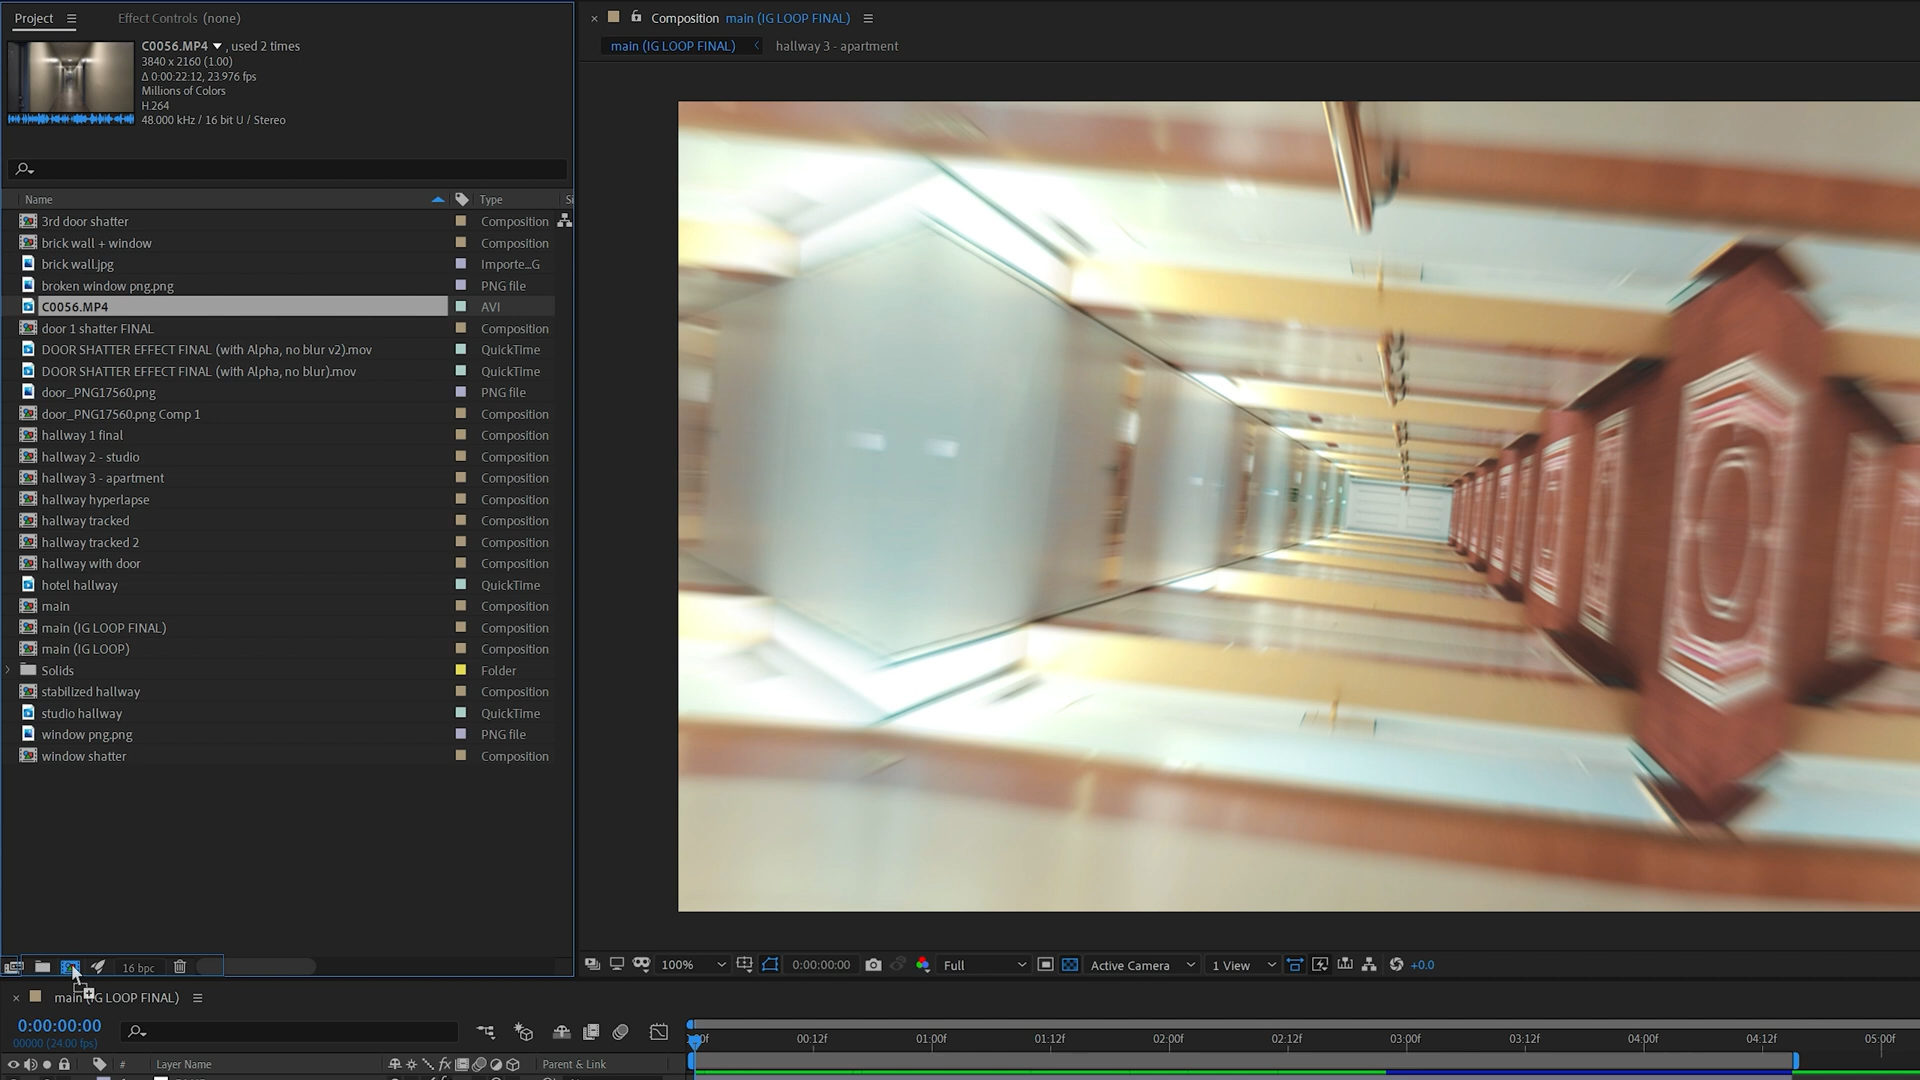 Project
Effect Controls (none)
C0056.MP4 , used 2 times
3840 x 2160 (1.00)
Δ 0:00:22:12, 23.976 fps
Millions of Colors
H.264
48.000 kHz / 16 bit U / Stereo
Name
Type
Si
3rd door shatter Composition
brick wall + window Composition
brick wall.jpg Importe...G
broken window png.png PNG file
C0056.MP4 AVI
door 1 shatter FINAL Composition
DOOR SHATTER EFFECT FINAL (with Alpha, no blur v2).mov QuickTime
DOOR SHATTER EFFECT FINAL (with Alpha, no blur).mov QuickTime
door_PNG17560.png PNG file
door_PNG17560.png Comp 1 Composition
hallway 1 final Composition
hallway 2 - studio Composition
hallway 3 - apartment Composition
hallway hyperlapse Composition
hallway tracked Composition
hallway tracked 2 Composition
hallway with door Composition
hotel hallway QuickTime
main Composition
main (IG LOOP FINAL) Composition
main (IG LOOP) Composition
Solids Folder
stabilized hallway Composition
studio hallway QuickTime
window png.png PNG file
window shatter Composition
16 bpc
Composition main (IG LOOP FINAL)
main (IG LOOP FINAL) hallway 3 - apartment
100% 0:00:00:00 Full Active Camera 1 View +0.0
main (IG LOOP FINAL)
0:00:00:00
00000 (24.00 fps)
# Layer Name fx Parent & Link
00:12f 01:00f 01:12f 02:00f 02:12f 03:00f 03:12f 04:00f 04:12f 05:00f